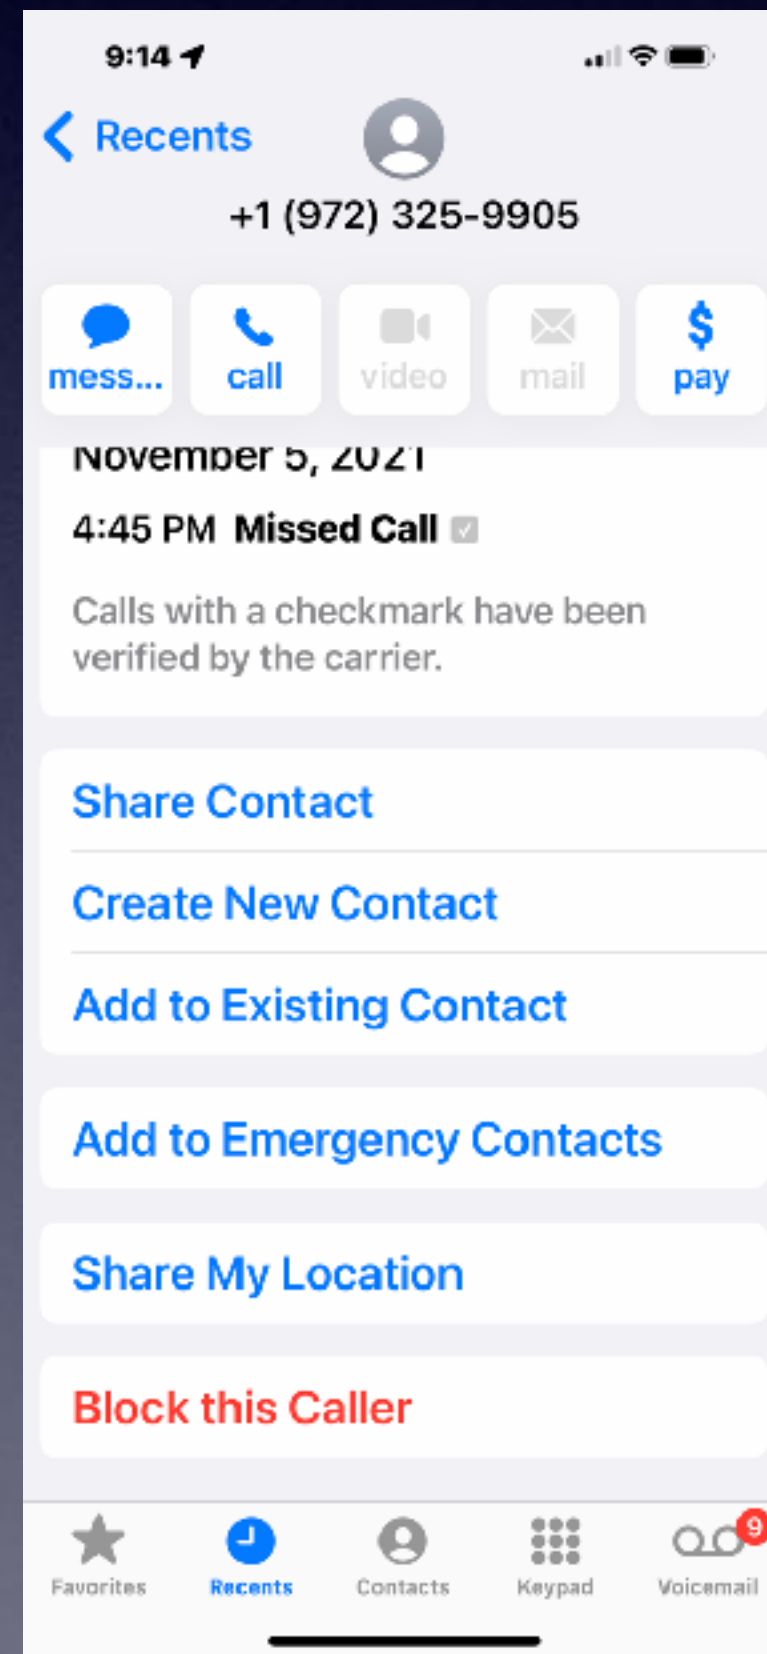 9:14
Recents
+1 (972) 325-9905
mess... call video mail pay
November 5, 2021
4:45 PM Missed Call
Calls with a checkmark have been
verified by the carrier.
Share Contact
Create New Contact
Add to Existing Contact
Add to Emergency Contacts
Share My Location
Block this Caller
9
Favorites Recents Contacts Keypad Voicemail